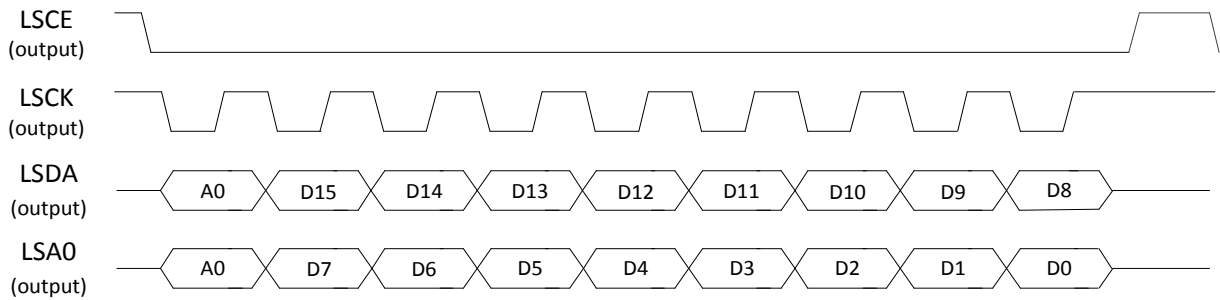 LSCE
(output)
LSCK
(output)
LSDA
(output)
A0 D15 D14 D13 D12 D11 D10 D9 D8
LSA0
(output)
A0 D7 D6 D5 D4 D3 D2 D1 D0